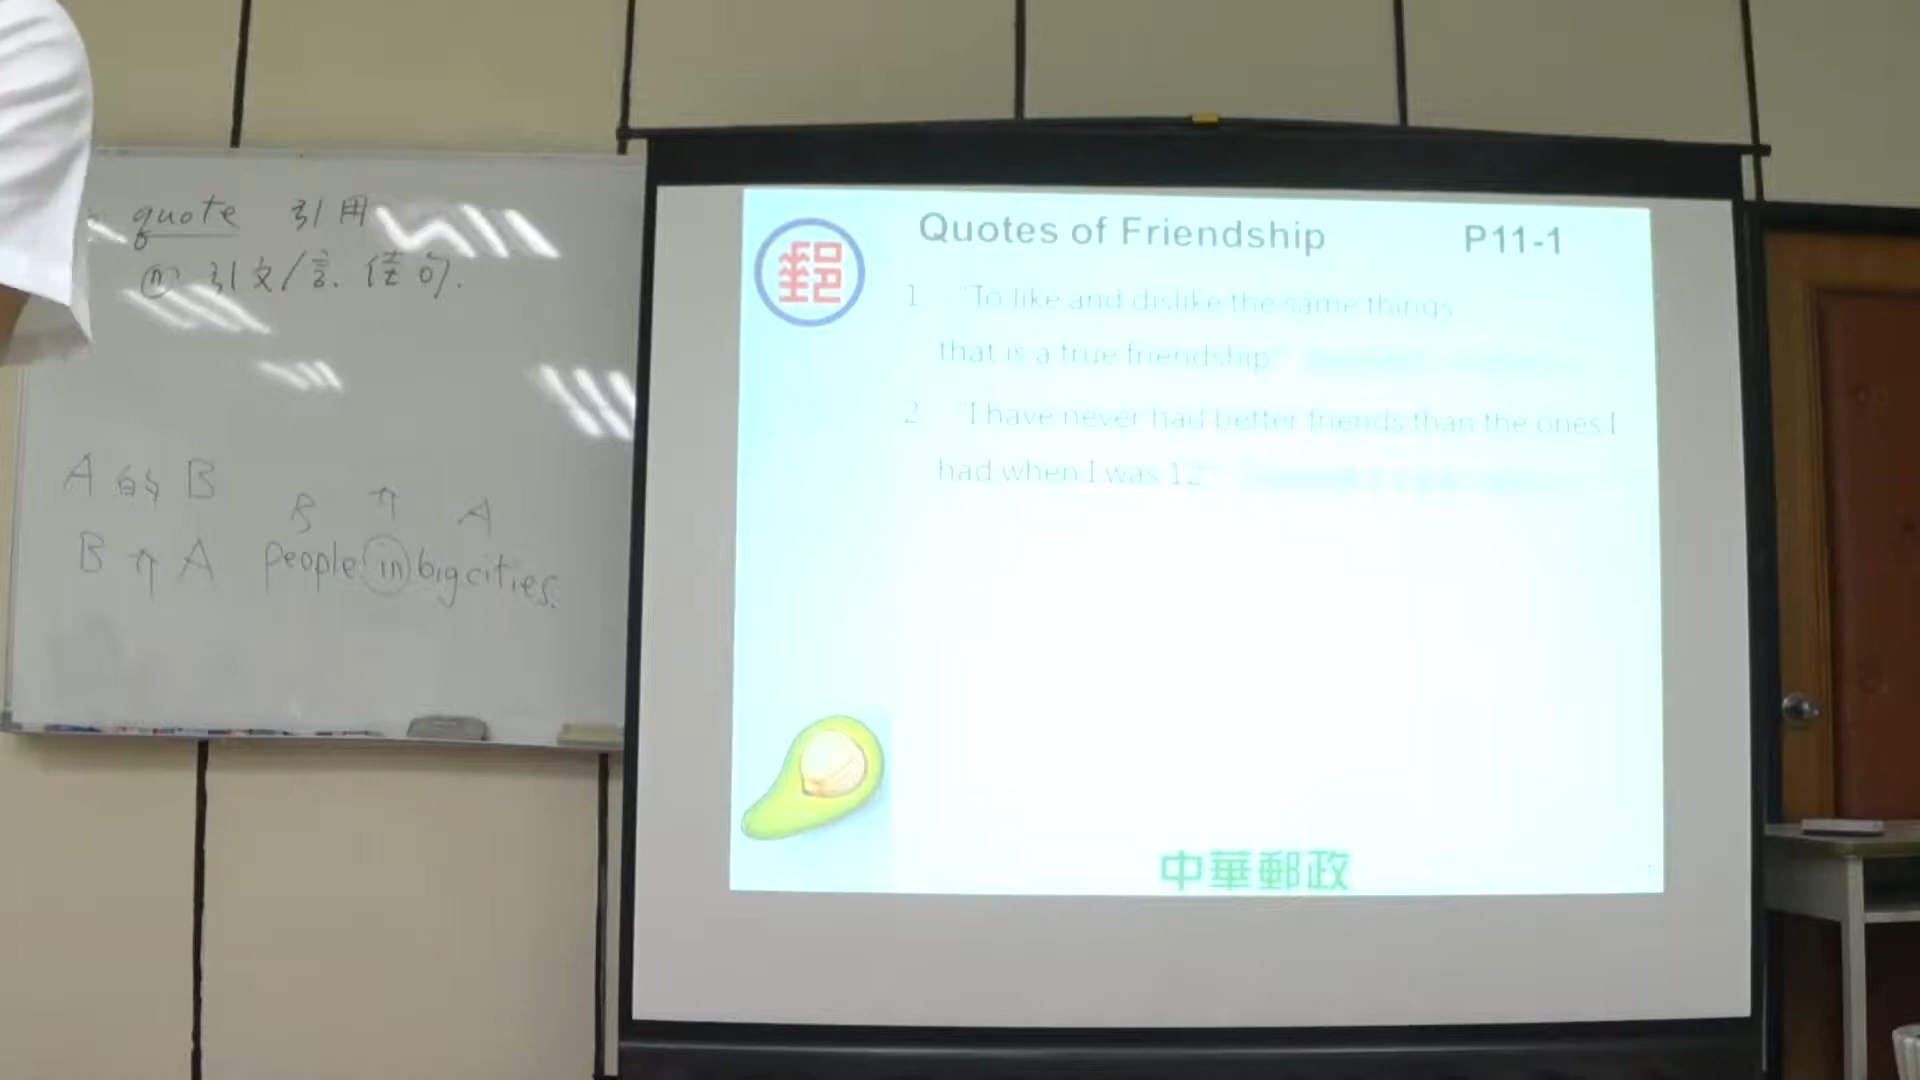 quote 引用
n 引文/言. 佳句.
A 的 B
B 介 A
B 介 A
people in big cities.
郵
Quotes of Friendship P11-1
1. "To like and dislike the same things
that is a true friendship."
2. "I have never had better friends than the ones I
had when I was 12"
中華郵政